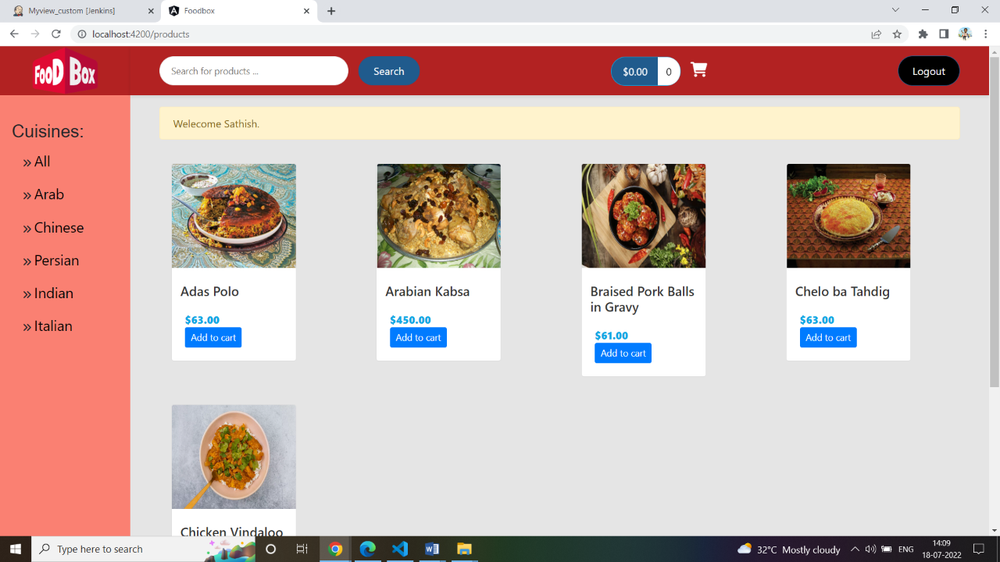 Myview_custom [Jenkins]
Foodbox
localhost:4200/products
FooD Box
Search for products ...
Search
$0.00
0
Logout
Cuisines:
» All
» Arab
» Chinese
» Persian
» Indian
» Italian
Welecome Sathish.
Adas Polo
$63.00
Add to cart
Arabian Kabsa
$450.00
Add to cart
Braised Pork Balls
in Gravy
$61.00
Add to cart
Chelo ba Tahdig
$63.00
Add to cart
Chicken Vindaloo
Type here to search
32°C Mostly cloudy
ENG
14:09
18-07-2022